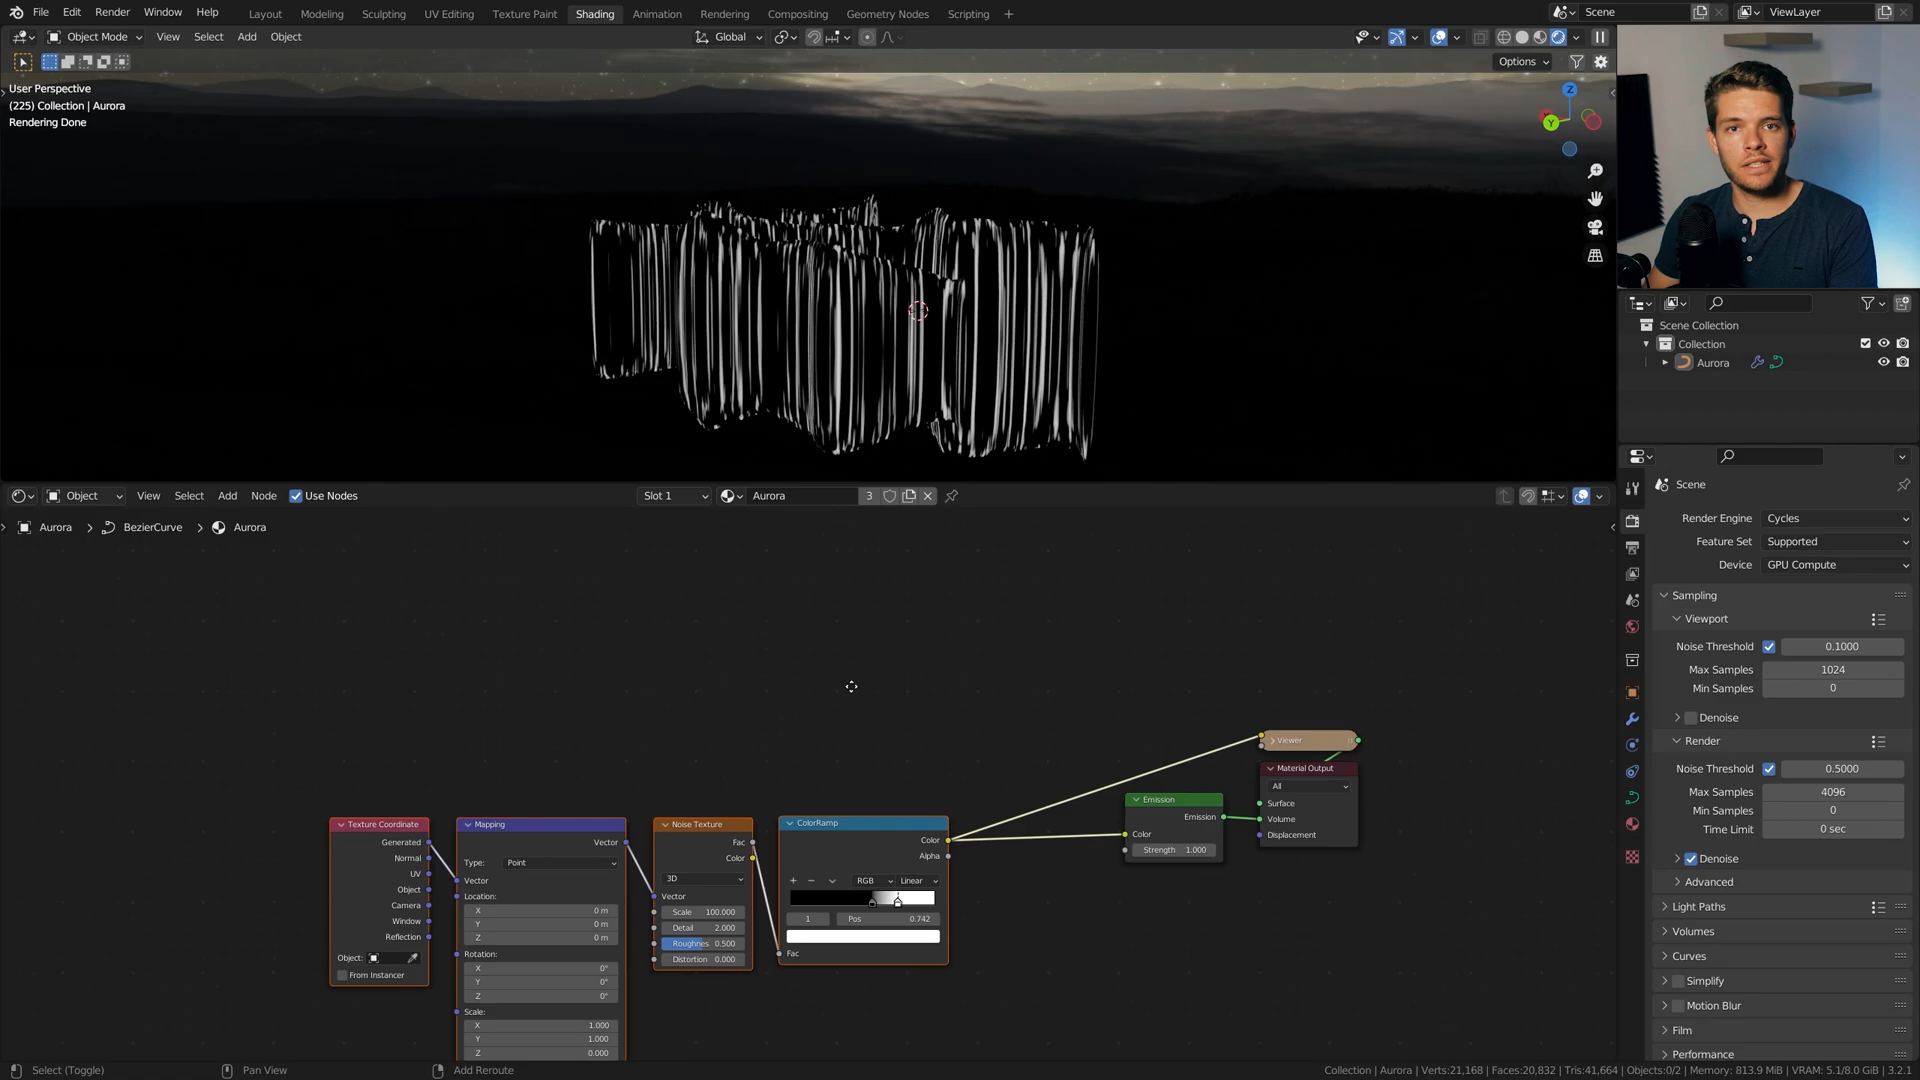 File Edit Render Window Help Layout Modeling Sculpting UV Editing Texture Paint Shading Animation Rendering Compositing Geometry Nodes Scripting + Scene ViewLayer
Object Mode View Select Add Object Global
Options
User Perspective
(225) Collection | Aurora
Rendering Done
Z
Y
Scene Collection
Collection
Aurora
Object View Select Add Node Use Nodes Slot 1 Aurora 3
Aurora > BezierCurve > Aurora
Scene
Render Engine Cycles
Feature Set Supported
Device GPU Compute
Sampling
Viewport
Noise Threshold 0.1000
Max Samples 1024
Min Samples 0
Denoise
Render
Noise Threshold 0.5000
Max Samples 4096
Min Samples 0
Time Limit 0 sec
Denoise
Advanced
Light Paths
Volumes
Curves
Simplify
Motion Blur
Film
Performance
Texture Coordinate
Generated
Normal
UV
Object
Camera
Window
Reflection
Object:
From Instancer
Mapping
Vector
Type: Point
Vector
Location:
X 0 m
Y 0 m
Z 0 m
Rotation:
X 0°
Y 0°
Z 0°
Scale:
X 1.000
Y 1.000
Z 0.000
Noise Texture
Fac
Color
3D
Vector
Scale 100.000
Detail 2.000
Roughnes 0.500
Distortion 0.000
ColorRamp
Color
Alpha
RGB Linear
1 Pos 0.742
Fac
Emission
Emission
Color
Strength 1.000
Viewer
Material Output
All
Surface
Volume
Displacement
Select (Toggle) Pan View Add Reroute Collection | Aurora | Verts:21,168 | Faces:20,832 | Tris:41,664 | Objects:0/2 | Memory: 813.9 MiB | VRAM: 5.1/8.0 GiB | 3.2.1